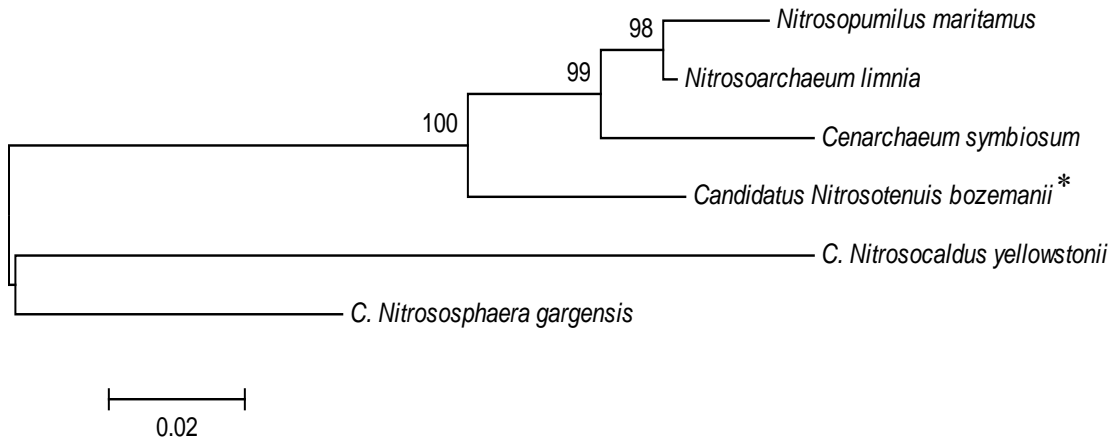 98
Nitrosopumilus maritamus
Nitrosoarchaeum limnia
99
Cenarchaeum symbiosum
100
Candidatus Nitrosotenuis bozemanii*
C. Nitrosocaldus yellowstonii
C. Nitrososphaera gargensis
0.02